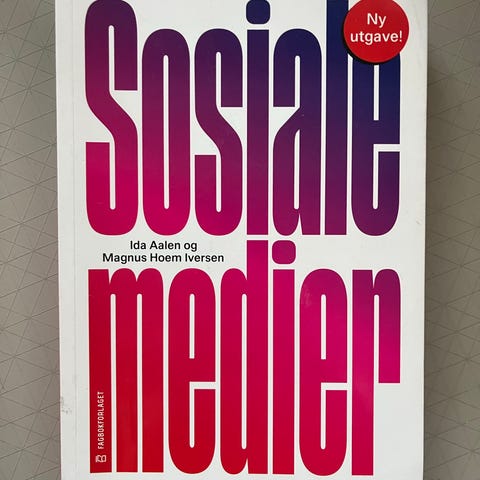 Sosiale
Ny
utgave!
Ida Aalen og
Magnus Hoem Iversen
medier
FAGBOKFORLAGET